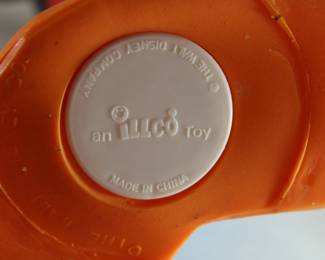 © THE WALT DISNEY COMPANY
an illco Toy
MADE IN CHINA